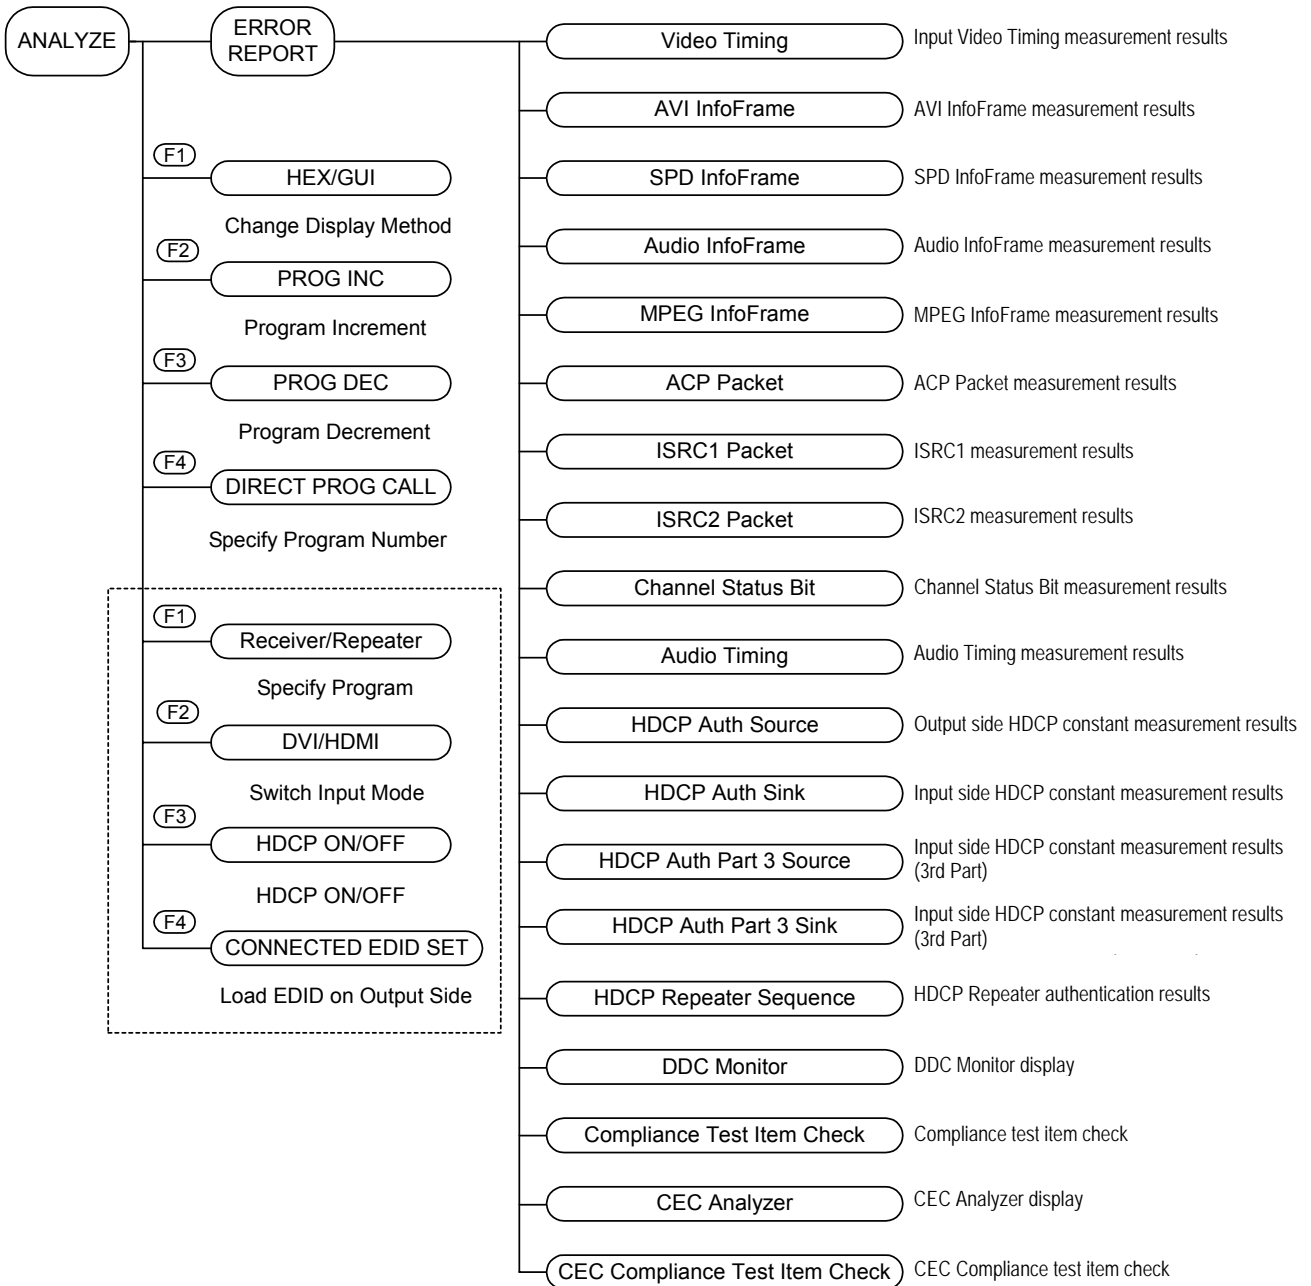 ANALYZE
ERROR
REPORT
F1
HEX/GUI
Change Display Method
F2
PROG INC
Program Increment
F3
PROG DEC
Program Decrement
F4
DIRECT PROG CALL
Specify Program Number
F1
Receiver/Repeater
Specify Program
F2
DVI/HDMI
Switch Input Mode
F3
HDCP ON/OFF
HDCP ON/OFF
F4
CONNECTED EDID SET
Load EDID on Output Side
Video Timing
Input Video Timing measurement results
AVI InfoFrame
AVI InfoFrame measurement results
SPD InfoFrame
SPD InfoFrame measurement results
Audio InfoFrame
Audio InfoFrame measurement results
MPEG InfoFrame
MPEG InfoFrame measurement results
ACP Packet
ACP Packet measurement results
ISRC1 Packet
ISRC1 measurement results
ISRC2 Packet
ISRC2 measurement results
Channel Status Bit
Channel Status Bit measurement results
Audio Timing
Audio Timing measurement results
HDCP Auth Source
Output side HDCP constant measurement results
HDCP Auth Sink
Input side HDCP constant measurement results
HDCP Auth Part 3 Source
Input side HDCP constant measurement results
(3rd Part)
HDCP Auth Part 3 Sink
Input side HDCP constant measurement results
(3rd Part)
HDCP Repeater Sequence
HDCP Repeater authentication results
DDC Monitor
DDC Monitor display
Compliance Test Item Check
Compliance test item check
CEC Analyzer
CEC Analyzer display
CEC Compliance Test Item Check
CEC Compliance test item check